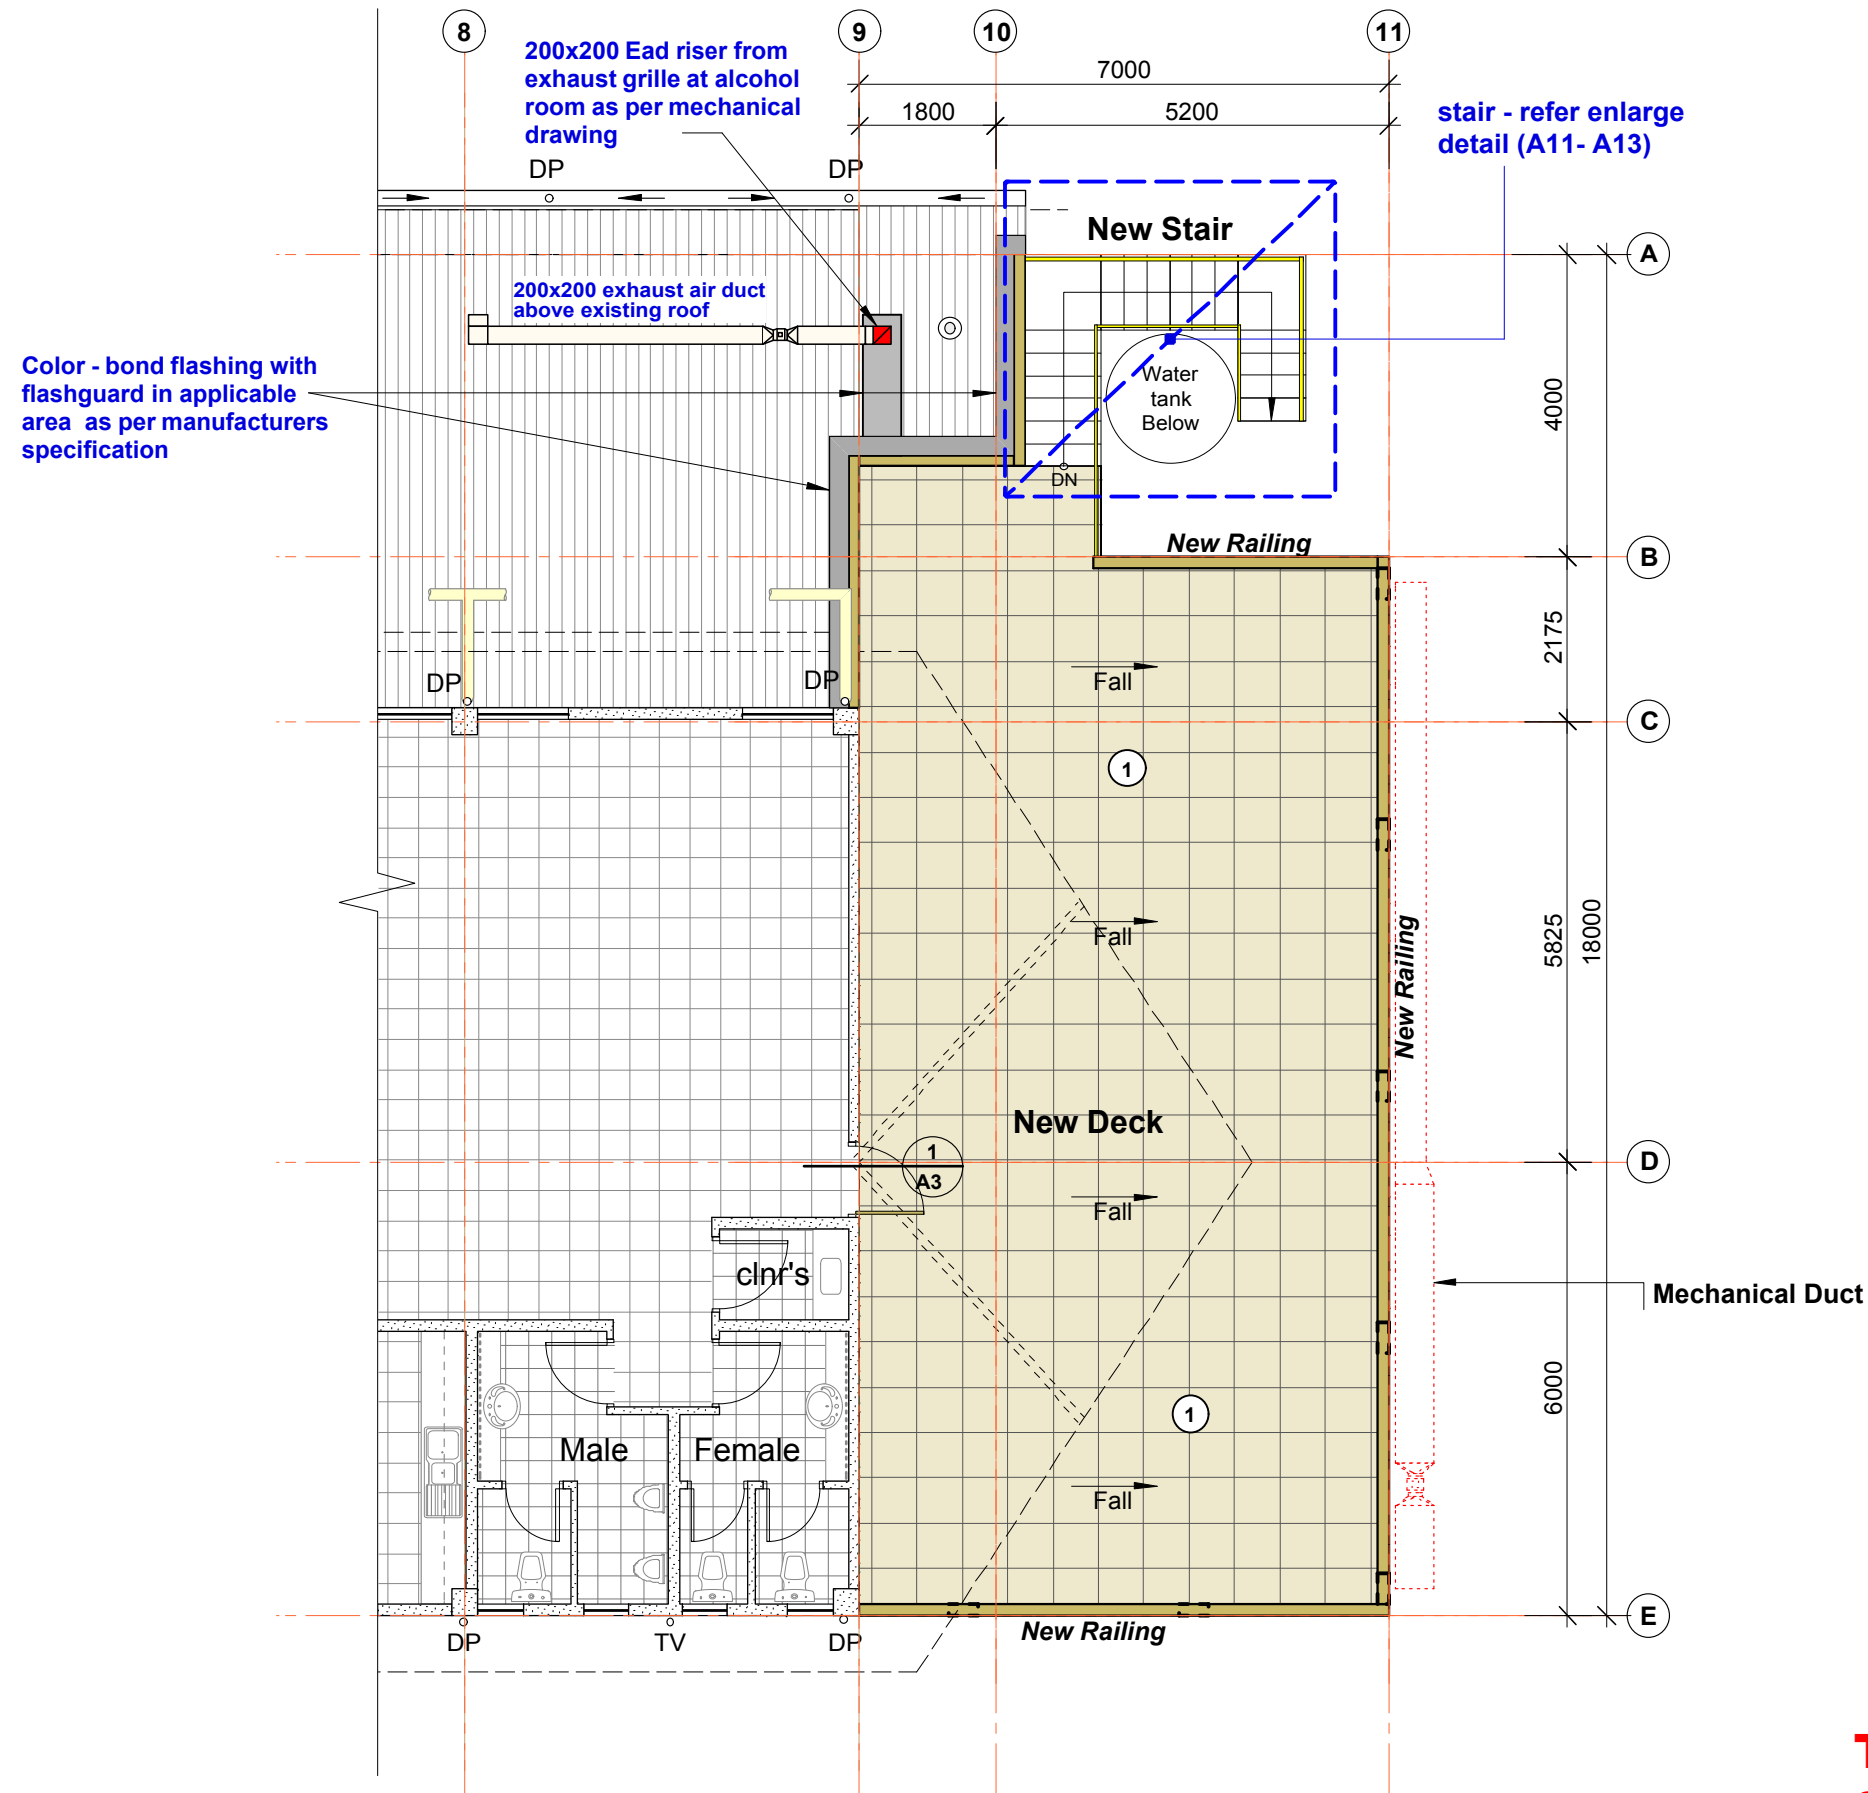 8
9
10
11
200x200 Ead riser from
exhaust grille at alcohol
room as per mechanical
drawing
7000
1800
5200
stair - refer enlarge
detail (A11- A13)
DP
DP
New Stair
A
200x200 exhaust air duct
above existing roof
Color - bond flashing with
flashguard in applicable
area as per manufacturers
specification
Water
tank
Below
4000
DN
New Railing
B
2175
DP
DP
Fall
C
1
Fall
New Railing
5825
18000
New Deck
1
A3
D
Fall
clnr's
Mechanical Duct
6000
1
Male
Female
Fall
DP
TV
DP
New Railing
E